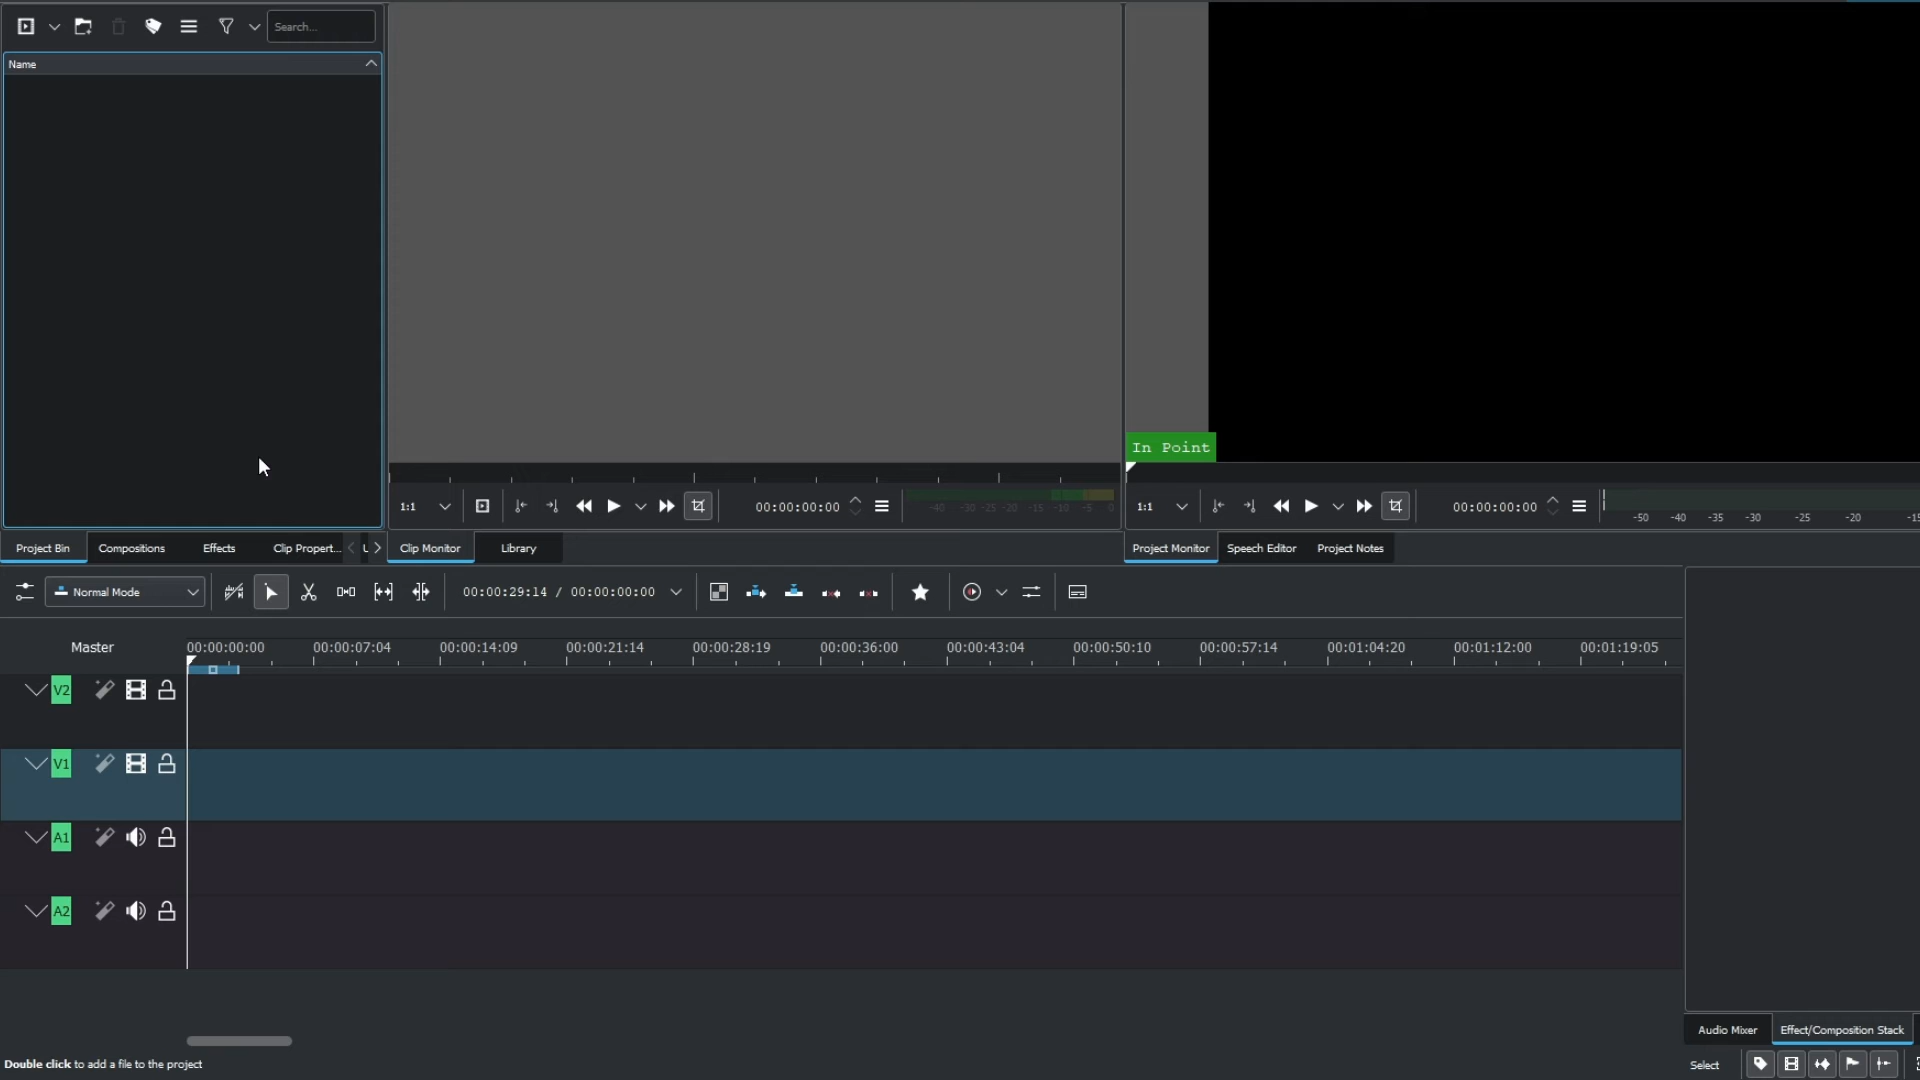 Search...
Name
In Point
1:1
00:00:00:00
-40 -30 -25 -20 -15 -10 -5 0
1:1
00:00:00:00
-50 -40 -35 -30 -25 -20 -15
Project Bin
Compositions
Effects
Clip Propert...
Clip Monitor
Library
Project Monitor
Speech Editor
Project Notes
Normal Mode
00:00:29:14 / 00:00:00:00
Master
00:00:00:00 00:00:07:04 00:00:14:09 00:00:21:14 00:00:28:19 00:00:36:00 00:00:43:04 00:00:50:10 00:00:57:14 00:01:04:20 00:01:12:00 00:01:19:05
V2
V1
A1
A2
Audio Mixer
Effect/Composition Stack
Double click to add a file to the project
Select